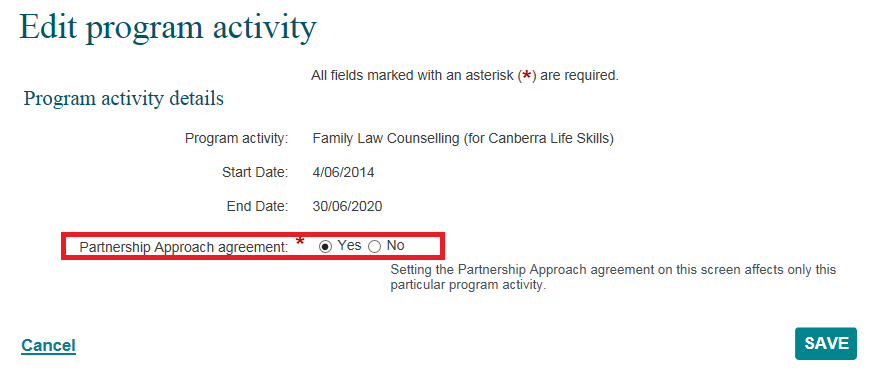 Edit program activity
All fields marked with an asterisk (*) are required.
Program activity details
Program activity: Family Law Counselling (for Canberra Life Skills)
Start Date: 4/06/2014
End Date: 30/06/2020
Partnership Approach agreement: * Yes No
Setting the Partnership Approach agreement on this screen affects only this
particular program activity.
Cancel SAVE